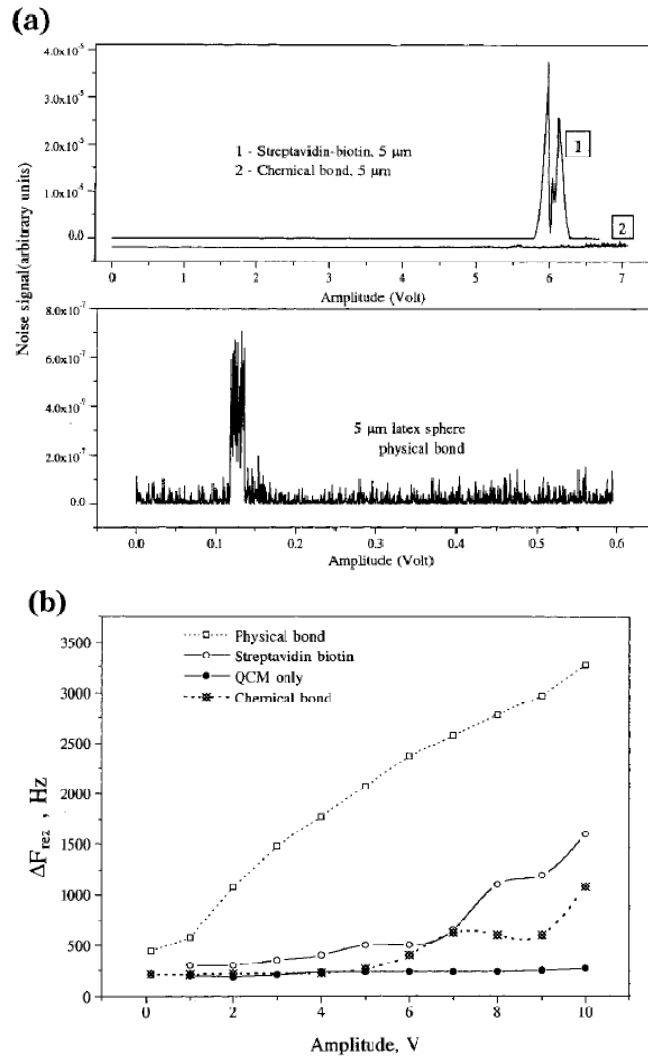 (a)
4.0x10⁻⁵
3.0x10⁻⁵
2.0x10⁻⁵
1.0x10⁻⁶
0.0
1 - Streptavidin-biotin, 5 μm
2 - Chemical bond, 5 μm
1
2
0 1 2 3 4 5 6 7
Amplitude (Volt)
Noise signal(arbitrary units)
8.0x10⁻⁷
6.0x10⁻⁷
4.0x10⁻⁹
2.0x10⁻⁷
0.0
5 μm latex sphere
physical bond
0.0 0.1 0.2 0.3 0.4 0.5 0.6
Amplitude (Volt)
(b)
3500
3000
2500
2000
1500
1000
500
0
Physical bond
Streptavidin biotin
QCM only
Chemical bond
ΔF_rez , Hz
0 2 4 6 8 10
Amplitude, V